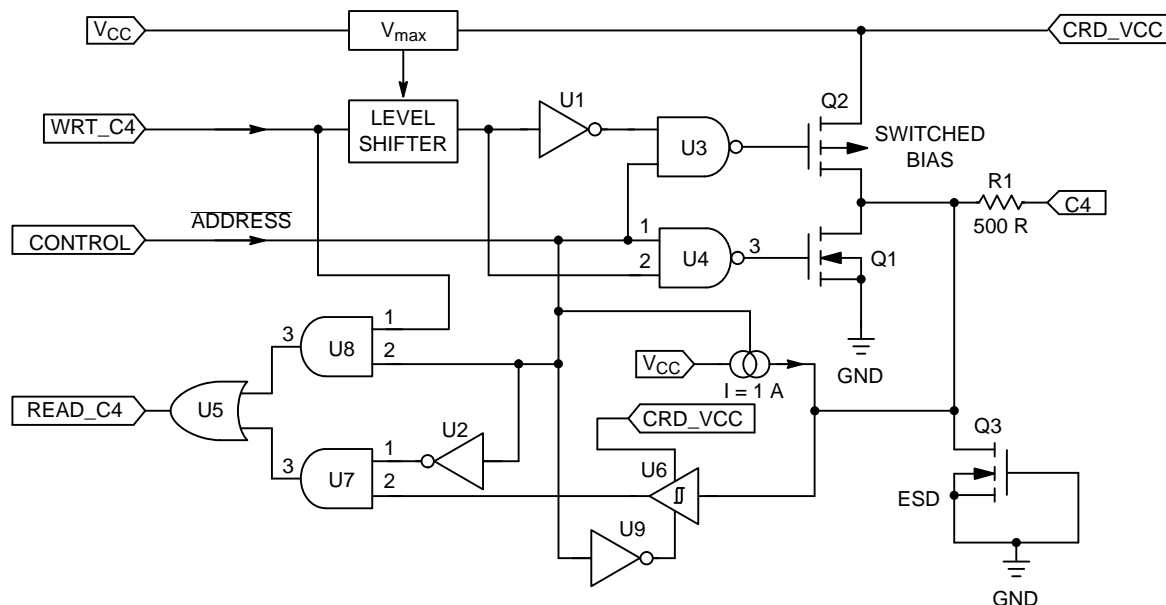 VCC
Vmax
CRD_VCC
U1
Q2
WRT_C4
LEVEL
SHIFTER
U3
SWITCHED
BIAS
R1
C4
500 R
ADDRESS
CONTROL
1
2
U4
3
Q1
1
2
3
U8
VCC
I = 1 A
GND
READ_C4
U5
CRD_VCC
U2
Q3
3
U7
1
2
U6
ESD
U9
GND